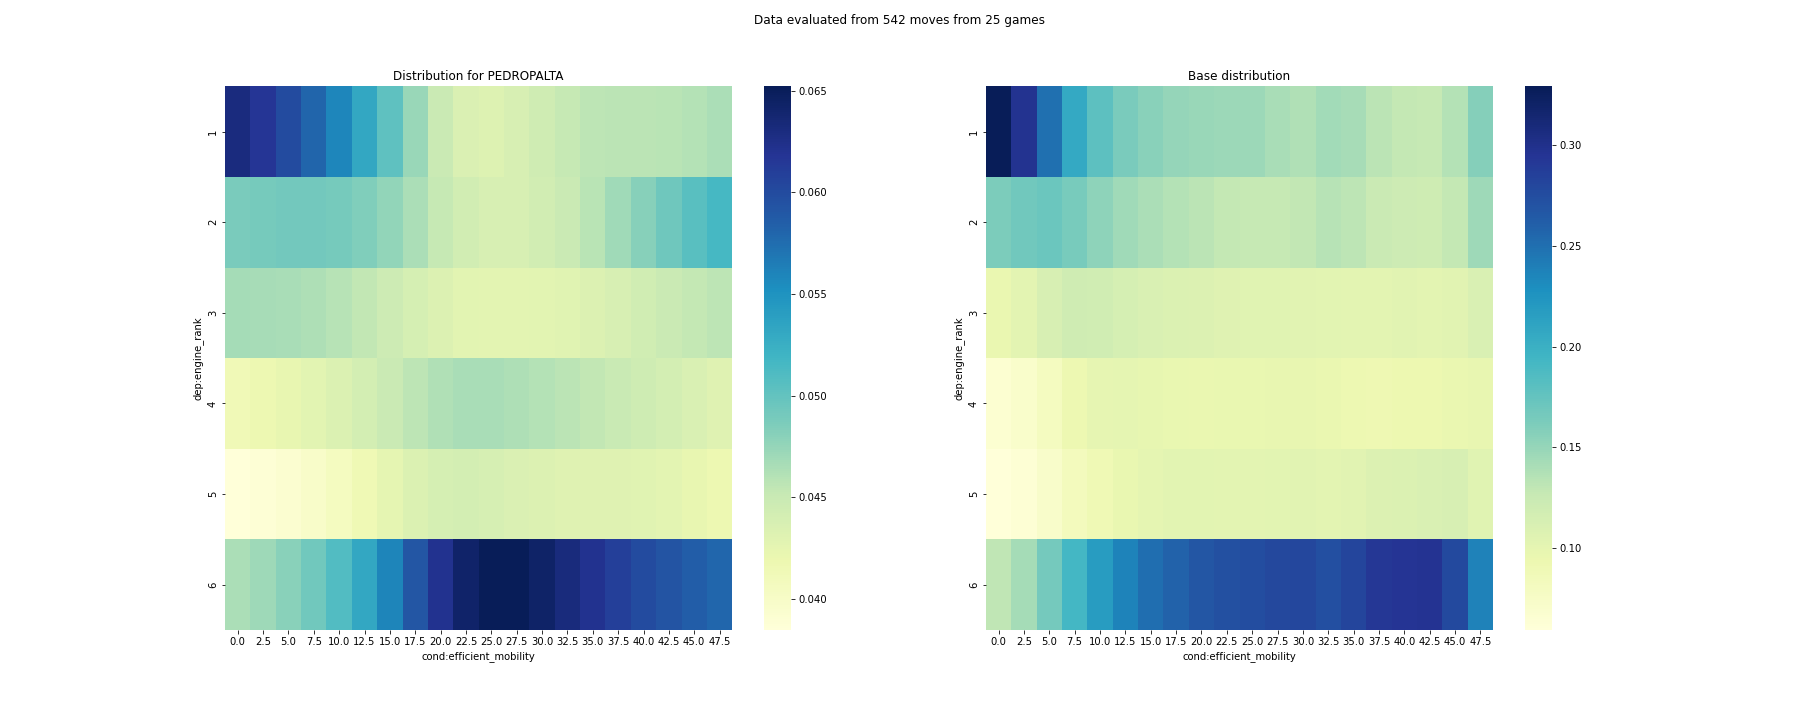 Data evaluated from 542 moves from 25 games
Distribution for PEDROPALTA
dep:engine_rank
1
2
3
4
5
6
0.0 2.5 5.0 7.5 10.0 12.5 15.0 17.5 20.0 22.5 25.0 27.5 30.0 32.5 35.0 37.5 40.0 42.5 45.0 47.5
cond:efficient_mobility
0.065
0.060
0.055
0.050
0.045
0.040
Base distribution
dep:engine_rank
1
2
3
4
5
6
0.0 2.5 5.0 7.5 10.0 12.5 15.0 17.5 20.0 22.5 25.0 27.5 30.0 32.5 35.0 37.5 40.0 42.5 45.0 47.5
cond:efficient_mobility
0.30
0.25
0.20
0.15
0.10